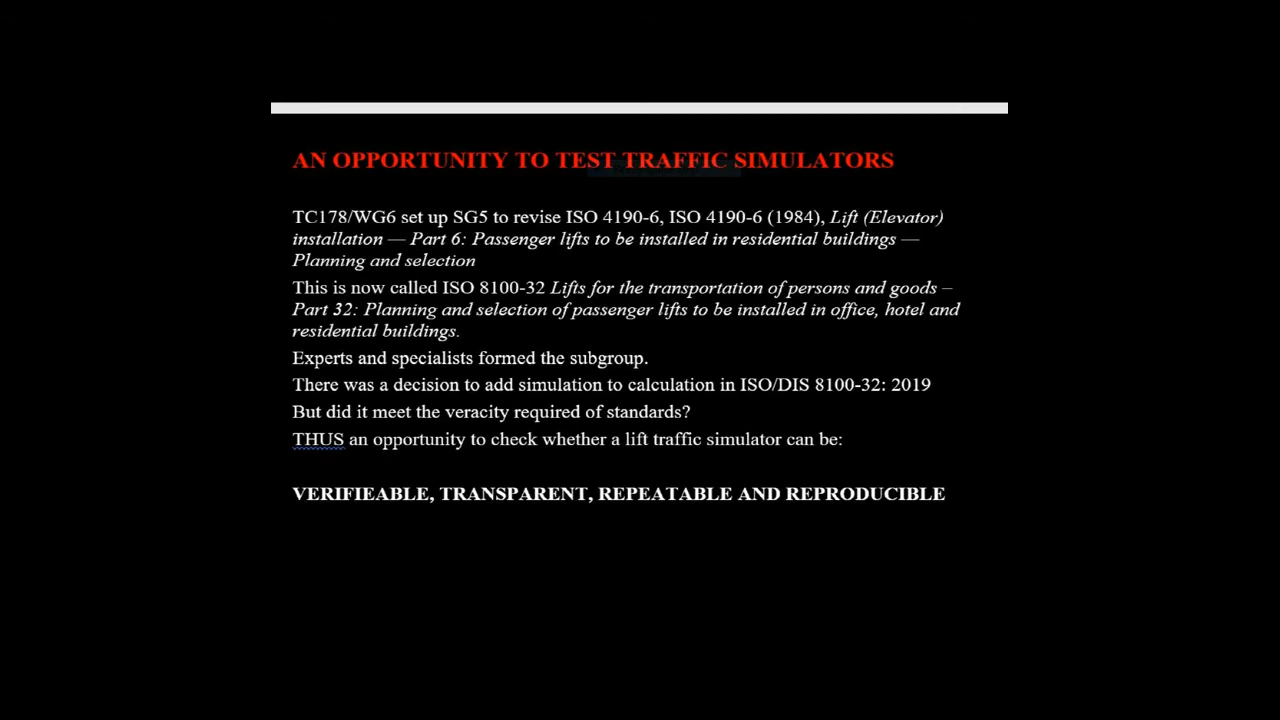 AN OPPORTUNITY TO TEST TRAFFIC SIMULATORS
TC178/WG6 set up SG5 to revise ISO 4190-6, ISO 4190-6 (1984), Lift (Elevator)
installation — Part 6: Passenger lifts to be installed in residential buildings —
Planning and selection
This is now called ISO 8100-32 Lifts for the transportation of persons and goods –
Part 32: Planning and selection of passenger lifts to be installed in office, hotel and
residential buildings.
Experts and specialists formed the subgroup.
There was a decision to add simulation to calculation in ISO/DIS 8100-32: 2019
But did it meet the veracity required of standards?
THUS an opportunity to check whether a lift traffic simulator can be:
VERIFIEABLE, TRANSPARENT, REPEATABLE AND REPRODUCIBLE